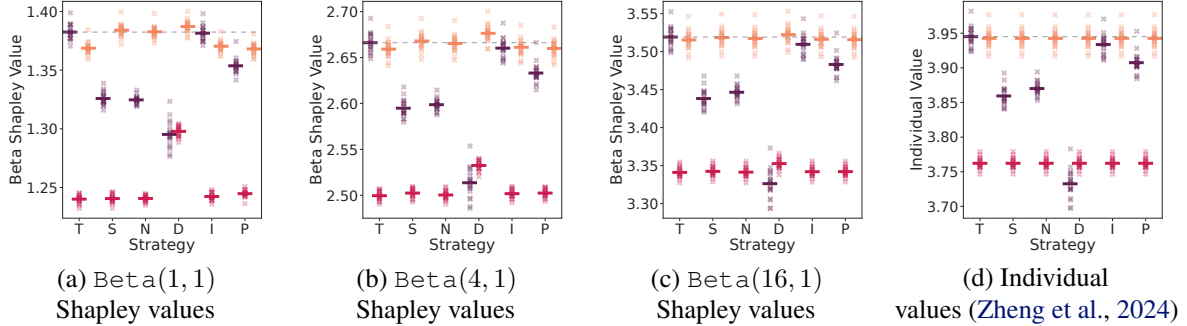 1.40
1.35
1.30
1.25
Beta Shapley Value
T S N D I P
Strategy
(a) Beta(1, 1)
Shapley values
2.70
2.65
2.60
2.55
2.50
Beta Shapley Value
T S N D I P
Strategy
(b) Beta(4, 1)
Shapley values
3.55
3.50
3.45
3.40
3.35
3.30
Beta Shapley Value
T S N D I P
Strategy
(c) Beta(16, 1)
Shapley values
4.00
3.95
3.90
3.85
3.80
3.75
3.70
Individual Value
T S N D I P
Strategy
(d) Individual
values (Zheng et al., 2024)